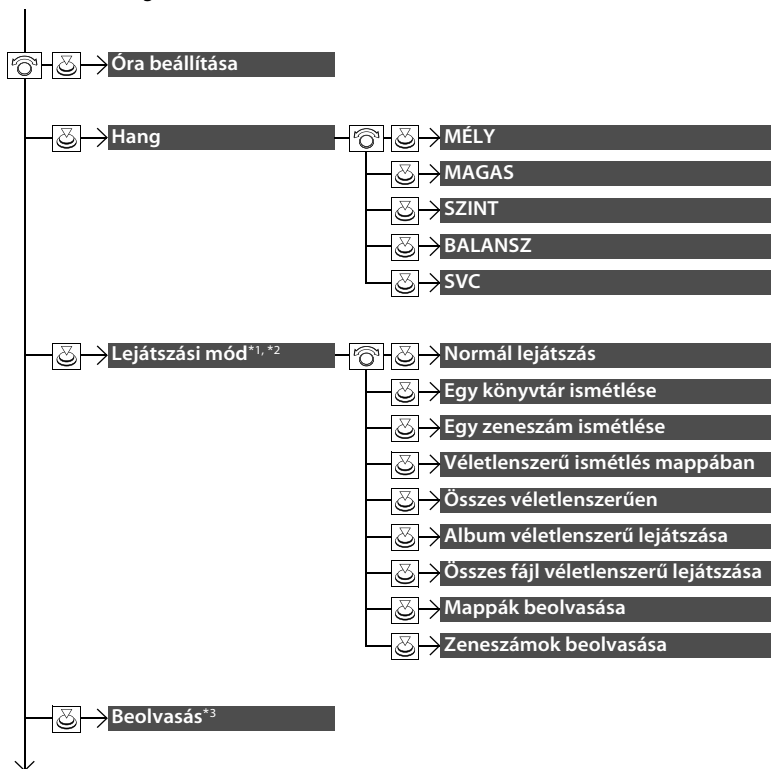 Óra beállítása
Hang
MÉLY
MAGAS
SZINT
BALANSZ
SVC
Lejátszási mód*1, *2
Normál lejátszás
Egy könyvtár ismétlése
Egy zeneszám ismétlése
Véletlenszerű ismétlés mappában
Összes véletlenszerűen
Album véletlenszerű lejátszása
Összes fájl véletlenszerű lejátszása
Mappák beolvasása
Zeneszámok beolvasása
Beolvasás*3